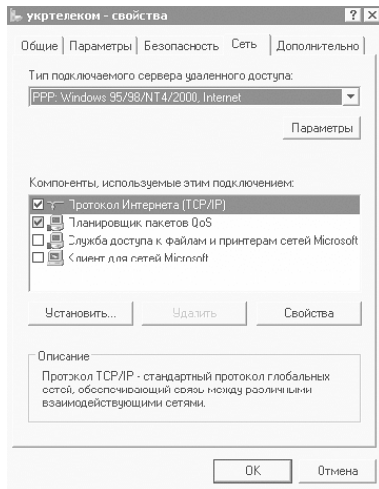 укртелеком - свойства
Общие Параметры Безопасность Сеть Дополнительно
Тип подключаемого сервера удаленного доступа:
PPP: Windows 95/98/NT4/2000, Internet
Параметры
Компоненты, используемые этим подключением:
Протокол Интернета (TCP/IP)
Планировщик пакетов QoS
Служба доступа к файлам и принтерам сетей Microsoft
Клиент для сетей Microsoft
Установить... Удалить Свойства
Описание
Протокол TCP/IP - стандартный протокол глобальных
сетей, обеспечивающий связь между различными
взаимодействующими сетями.
OK Отмена